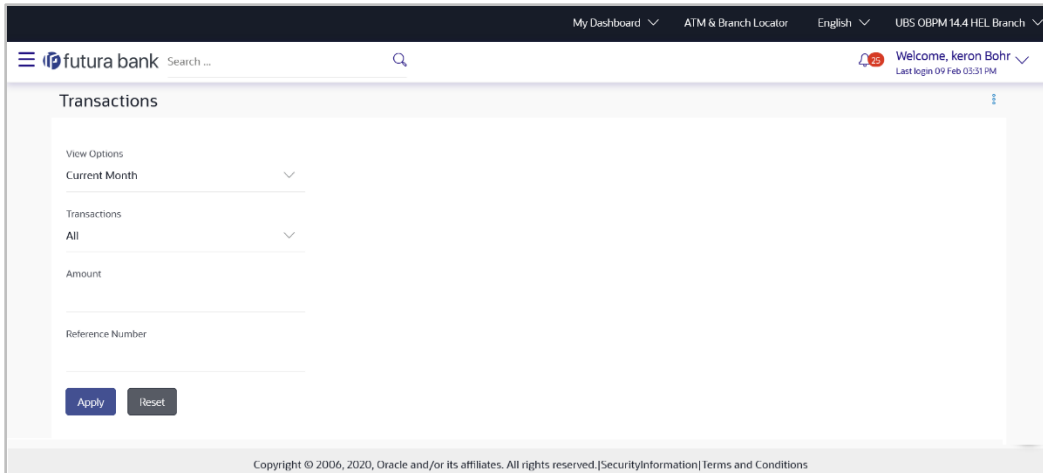 My Dashboard ATM & Branch Locator English UBS OBPM 14.4 HEL Branch
futura bank Search ... 25 Welcome, keron Bohr
Last login 09 Feb 03:31 PM
Transactions
View Options
Current Month
Transactions
All
Amount
Reference Number
Apply Reset
Copyright © 2006, 2020, Oracle and/or its affiliates. All rights reserved.|SecurityInformation|Terms and Conditions